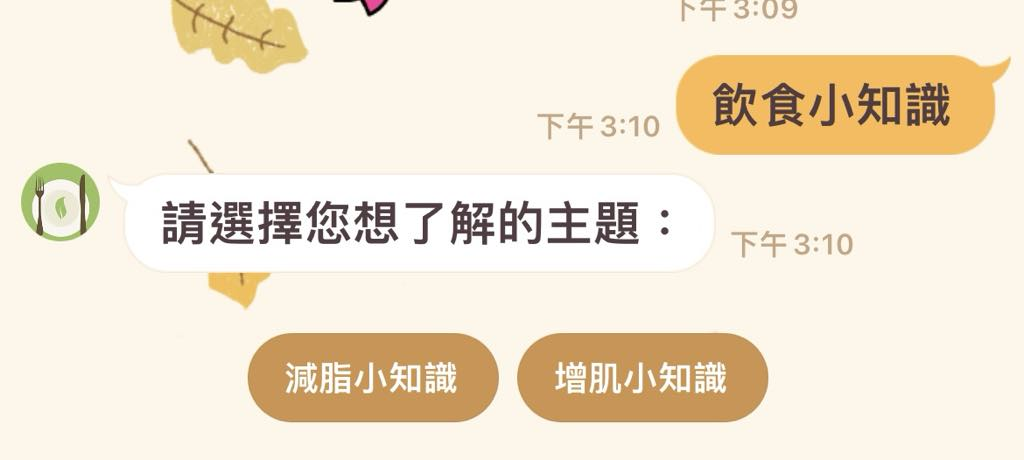 下午 3:09
飲食小知識
下午 3:10
請選擇您想了解的主題：
下午 3:10
減脂小知識
增肌小知識